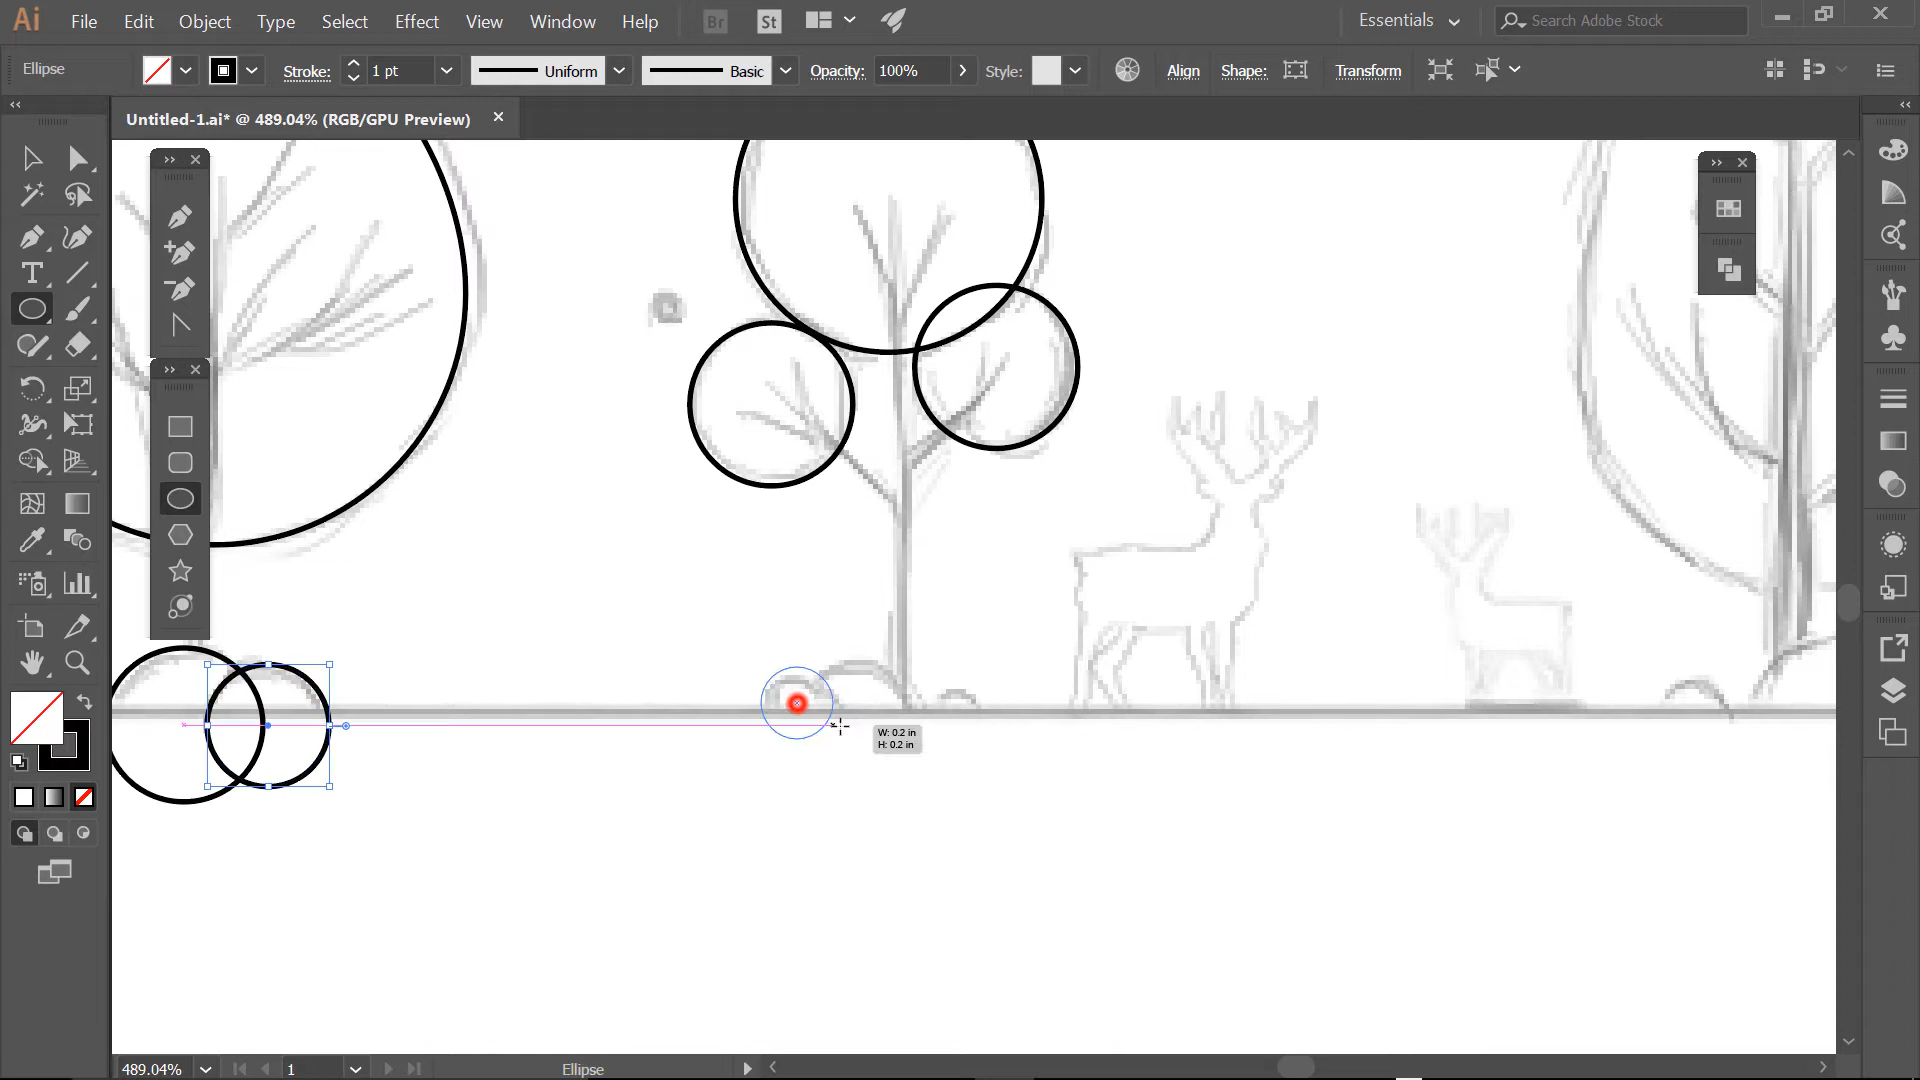 Ai File Edit Object Type Select Effect View Window Help Br St Essentials Search Adobe Stock
Ellipse Stroke: 1 pt Uniform Basic Opacity: 100% Style: Align Shape: Transform
Untitled-1.ai* @ 489.04% (RGB/GPU Preview)
W: 0.2 in
H: 0.2 in
489.04% 1 Ellipse